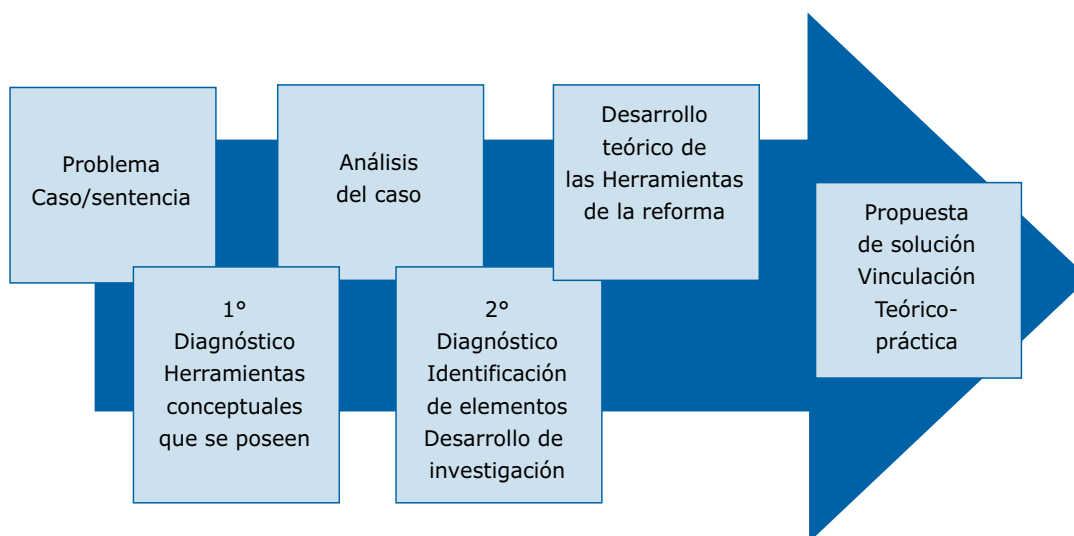 Problema
Caso/sentencia
1°
Diagnóstico
Herramientas
conceptuales
que se poseen
Análisis
del caso
2°
Diagnóstico
Identificación
de elementos
Desarrollo de
investigación
Desarrollo
teórico de
las Herramientas
de la reforma
Propuesta
de solución
Vinculación
Teórico-
práctica